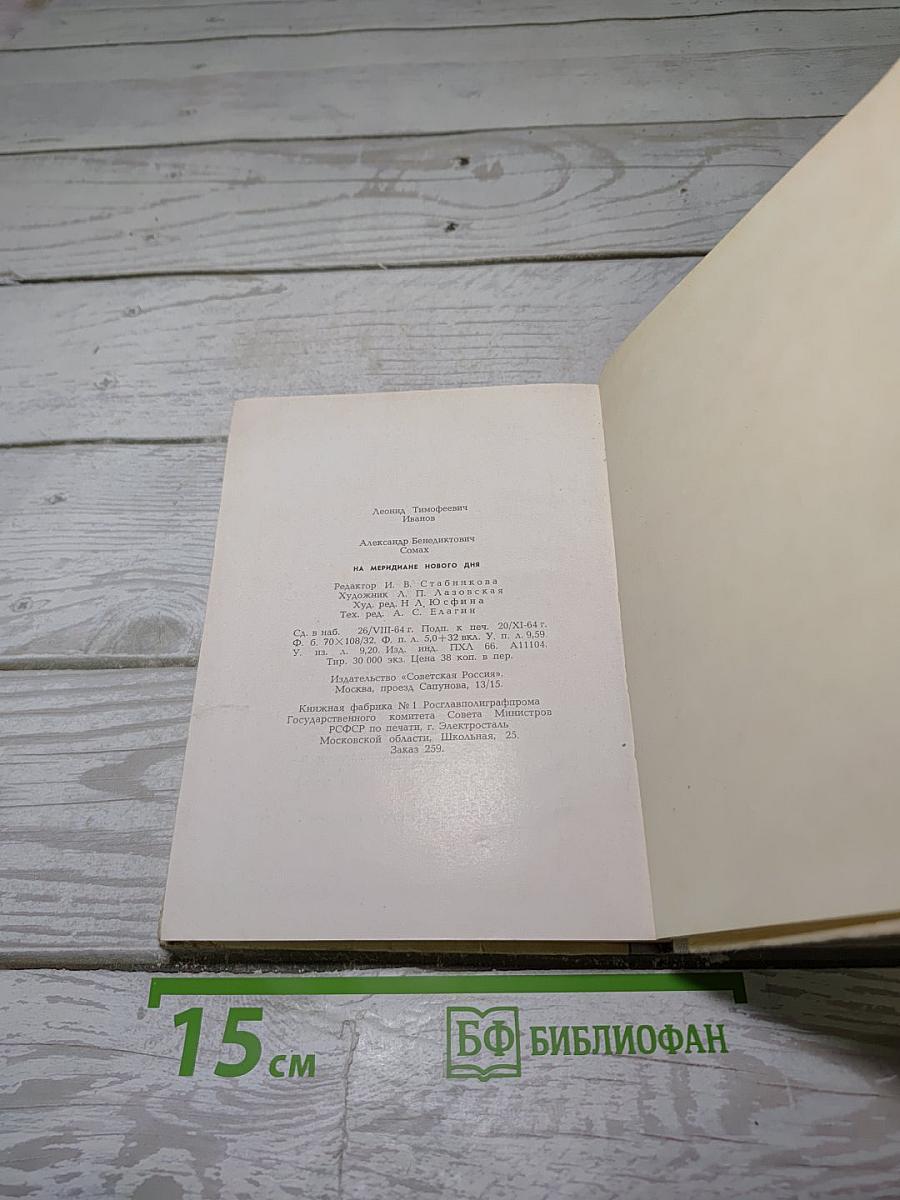 Леонид Тимофеевич
Иванов
Александр Бенедиктович
Сомах
НА МЕРИДИАНЕ НОВОГО ДНЯ
Редактор И. В. Стабникова
Художник Л. П. Лазовская
Худ. ред. Н Л Юсфина
Тех. ред. А. С. Елагин
Сд. в наб. 26/VIII-64 г. Подп. к печ. 20/XI-64 г.
Ф. б. 70×108/32. Ф. п. л. 5,0+32 вкл. У. п. л. 9,59.
У. из. л. 9,20. Изд. инд. ПХЛ 66. А11104.
Тир. 30 000 экз. Цена 38 коп. в пер.
Издательство «Советская Россия».
Москва, проезд Сапунова, 13/15.
Книжная фабрика № 1 Росглавполиграфпрома
Государственного комитета Совета Министров
РСФСР по печати, г. Электросталь
Московской области, Школьная, 25.
Заказ 259.
15 см
БФ БИБЛИОФАН